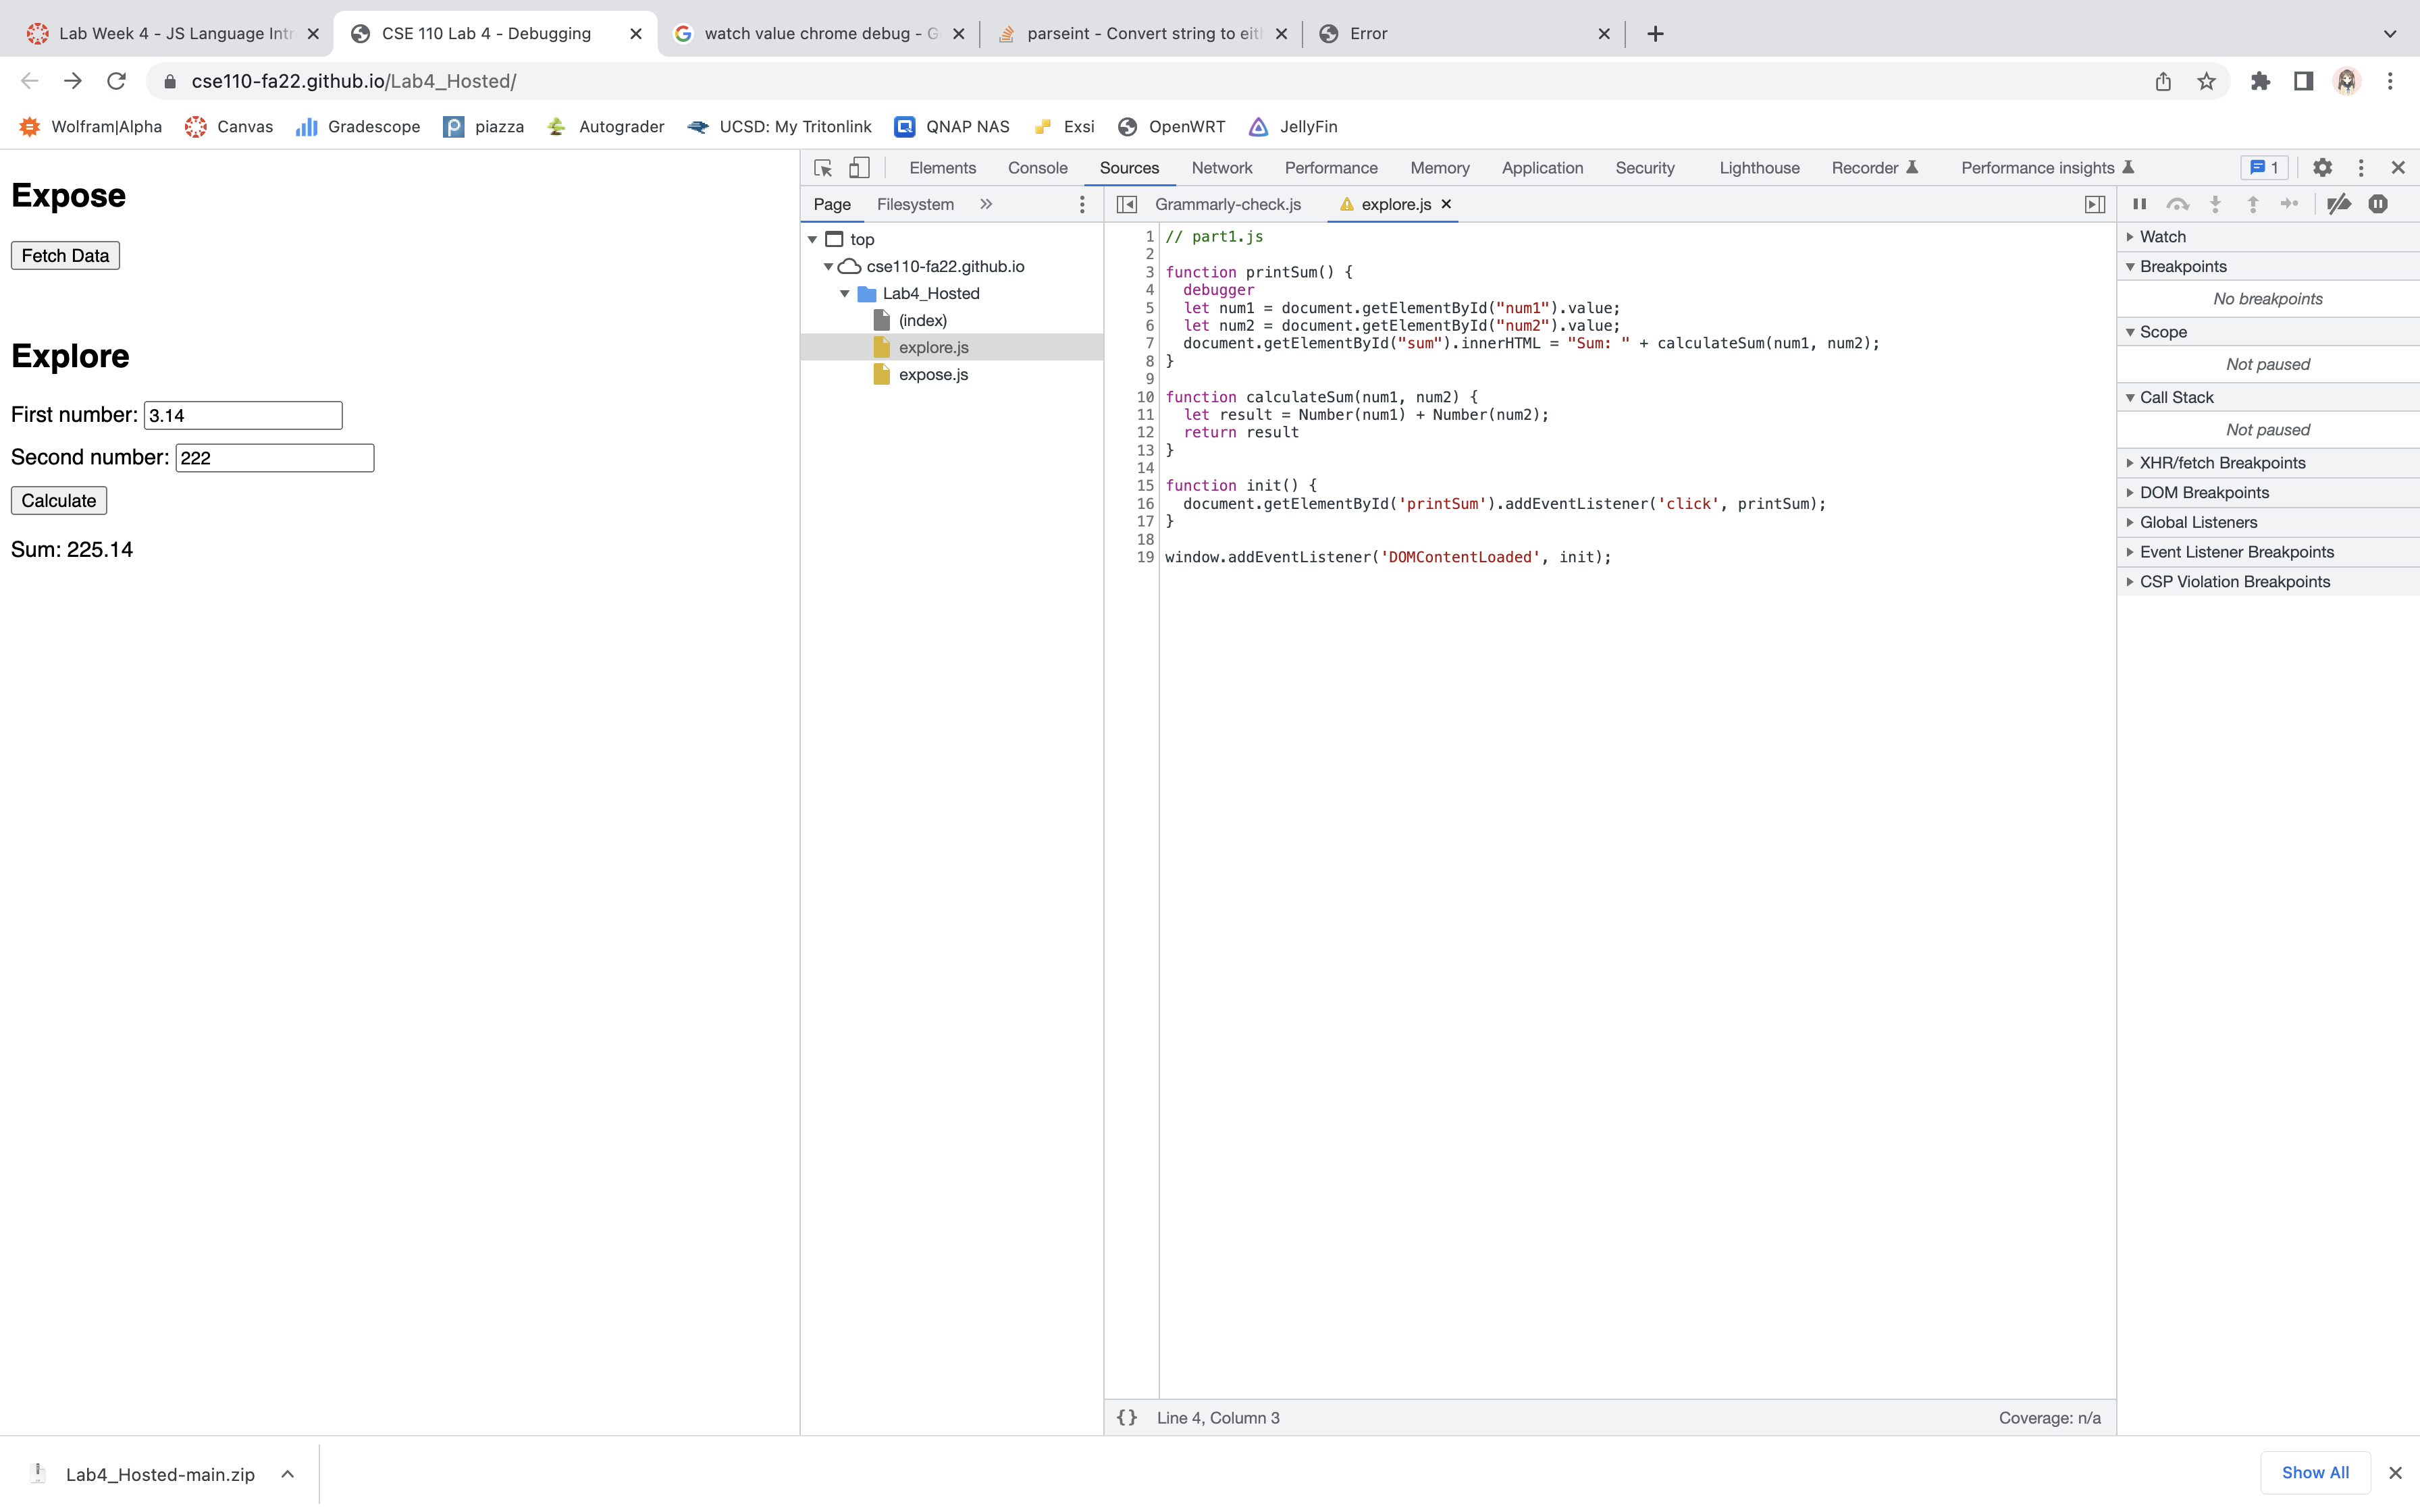 Lab Week 4 - JS Language Intr
CSE 110 Lab 4 - Debugging
watch value chrome debug - G
parseint - Convert string to eit
Error
cse110-fa22.github.io/Lab4_Hosted/
Wolfram|Alpha
Canvas
Gradescope
piazza
Autograder
UCSD: My Tritonlink
QNAP NAS
Exsi
OpenWRT
JellyFin
Expose
Fetch Data
Explore
First number: 3.14
Second number: 222
Calculate
Sum: 225.14
Elements
Console
Sources
Network
Performance
Memory
Application
Security
Lighthouse
Recorder
Performance insights
1
Page
Filesystem
top
cse110-fa22.github.io
Lab4_Hosted
(index)
explore.js
expose.js
Grammarly-check.js
explore.js
1 // part1.js
2
3 function printSum() {
4   debugger
5   let num1 = document.getElementById("num1").value;
6   let num2 = document.getElementById("num2").value;
7   document.getElementById("sum").innerHTML = "Sum: " + calculateSum(num1, num2);
8 }
9
10 function calculateSum(num1, num2) {
11   let result = Number(num1) + Number(num2);
12   return result
13 }
14
15 function init() {
16   document.getElementById('printSum').addEventListener('click', printSum);
17 }
18
19 window.addEventListener('DOMContentLoaded', init);
{} Line 4, Column 3
Coverage: n/a
Watch
Breakpoints
No breakpoints
Scope
Not paused
Call Stack
Not paused
XHR/fetch Breakpoints
DOM Breakpoints
Global Listeners
Event Listener Breakpoints
CSP Violation Breakpoints
Lab4_Hosted-main.zip
Show All